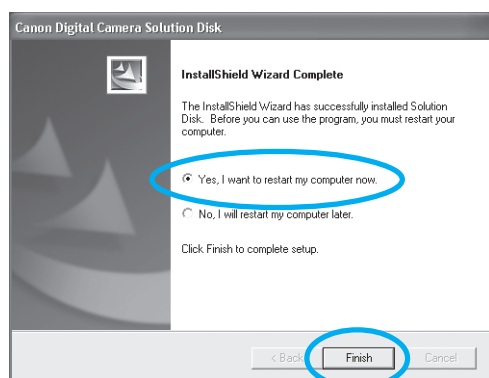 Canon Digital Camera Solution Disk
InstallShield Wizard Complete
The InstallShield Wizard has successfully installed Solution
Disk.  Before you can use the program, you must restart your
computer.
Yes, I want to restart my computer now.
No, I will restart my computer later.
Click Finish to complete setup.
< Back
Finish
Cancel